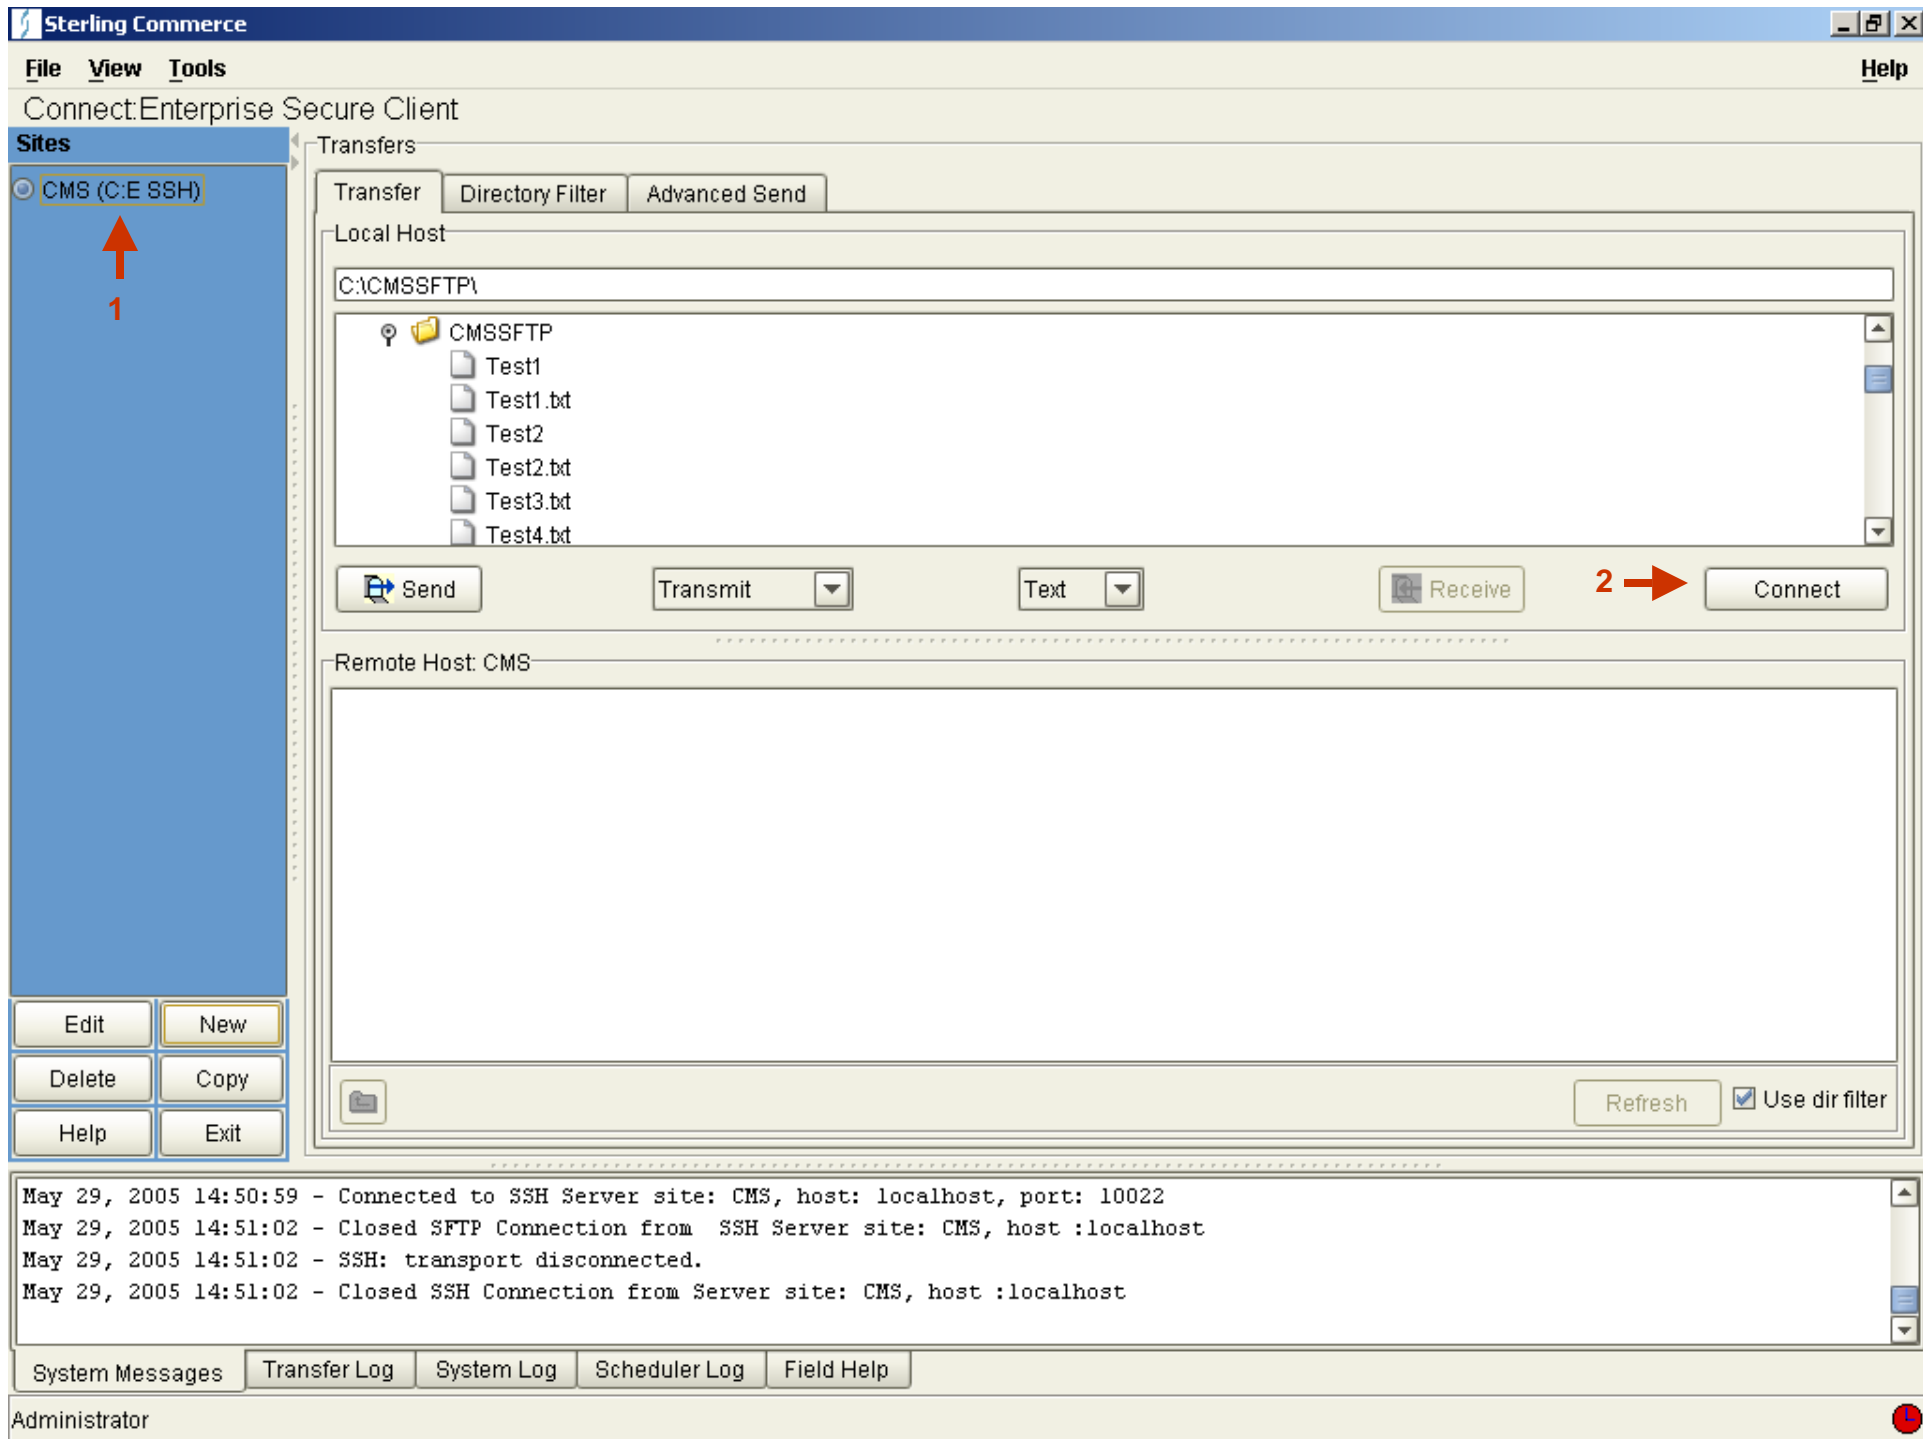 Sterling Commerce
File View Tools Help
Connect:Enterprise Secure Client
Sites
CMS (C:E SSH)
1
Transfers
Transfer Directory Filter Advanced Send
Local Host
C:\CMSSFTP\
CMSSFTP
Test1
Test1.txt
Test2
Test2.txt
Test3.txt
Test4.txt
Send Transmit Text Receive 2 Connect
Remote Host: CMS
Edit New
Delete Copy
Help Exit
Refresh Use dir filter
May 29, 2005 14:50:59 - Connected to SSH Server site: CMS, host: localhost, port: 10022
May 29, 2005 14:51:02 - Closed SFTP Connection from  SSH Server site: CMS, host :localhost
May 29, 2005 14:51:02 - SSH: transport disconnected.
May 29, 2005 14:51:02 - Closed SSH Connection from Server site: CMS, host :localhost
System Messages Transfer Log System Log Scheduler Log Field Help
Administrator